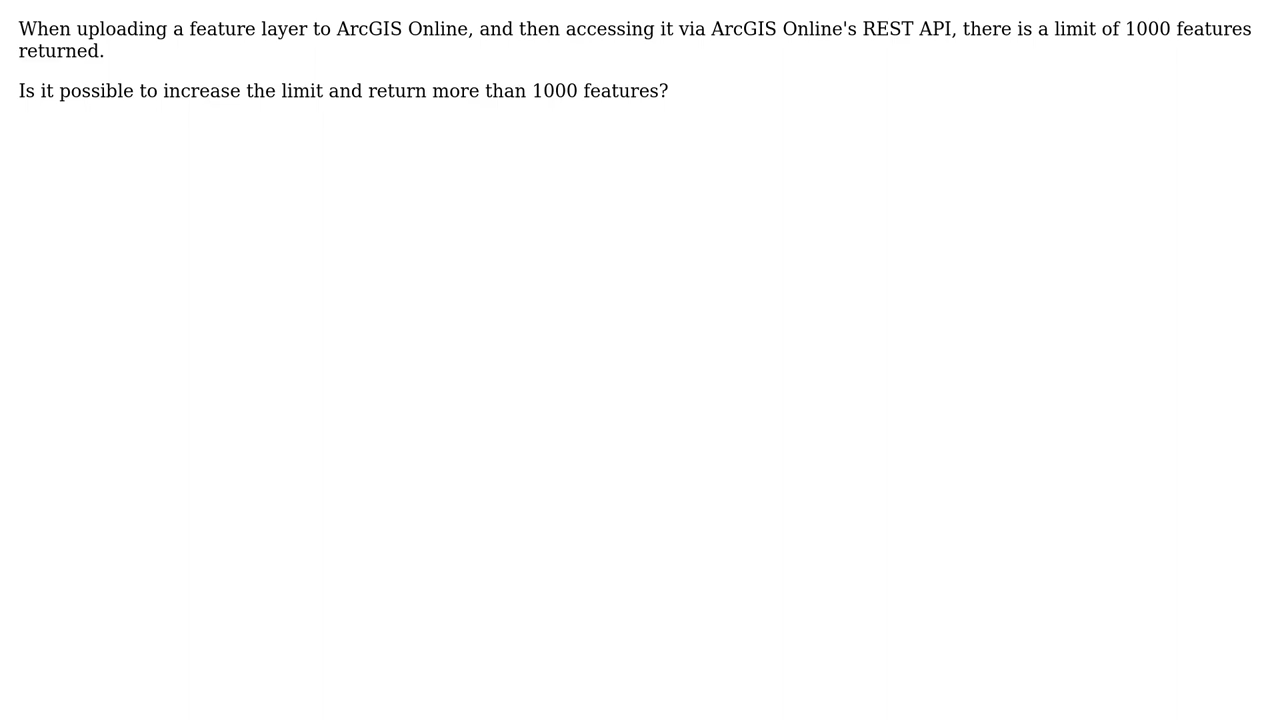 When uploading a feature layer to ArcGIS Online, and then accessing it via ArcGIS Online's REST API, there is a limit of 1000 features
returned.
Is it possible to increase the limit and return more than 1000 features?